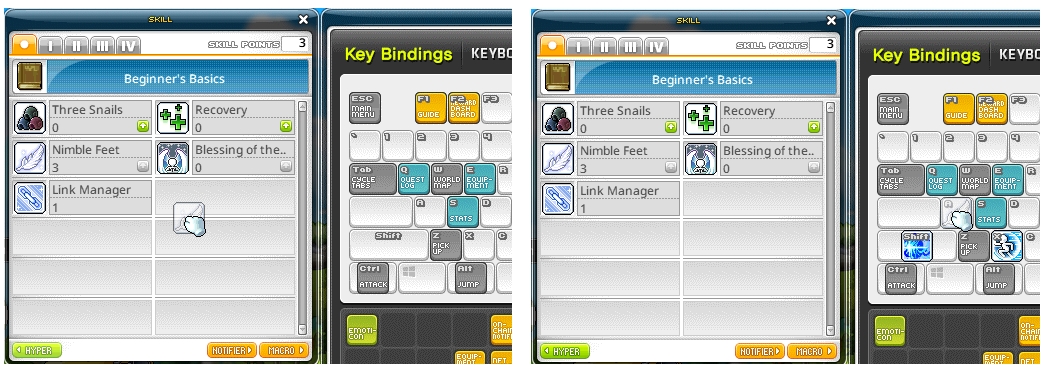 SKILL
I II III IV SKILL POINTS 3
Beginner's Basics
Three Snails
0
Recovery
0
Nimble Feet
3
Blessing of the..
0
Link Manager
1
HYPER NOTIFIER MACRO
Key Bindings KEYBO
ESC
MAIN
MENU
F1
GUIDE
F2
BOARD
DASH
BOARD
F3
1 2 3 4
Tab
CYCLE
TABS
Q
QUEST
LOG
W
WORLD
MAP
E
EQUIP-
MENT
R
A
S
STATS
D
Shift
Z
PICK
UP
X
C
Ctrl
ATTACK
Alt
JUMP
EMOTI-
CON
ON-
CHAIN
NOTIFI
EQUIP-
MENT
NFT
SKILL
I II III IV SKILL POINTS 3
Beginner's Basics
Three Snails
0
Recovery
0
Nimble Feet
3
Blessing of the..
0
Link Manager
1
HYPER NOTIFIER MACRO
Key Bindings KEYBO
ESC
MAIN
MENU
F1
GUIDE
F2
BOARD
DASH
BOARD
F3
1 2 3 4
Tab
CYCLE
TABS
Q
QUEST
LOG
W
WORLD
MAP
E
EQUIP-
MENT
R
A
S
STATS
D
Shift
Z
PICK
UP
X
C
Ctrl
ATTACK
Alt
JUMP
EMOTI-
CON
ON-
CHAIN
NOTIFI
EQUIP-
MENT
NFT